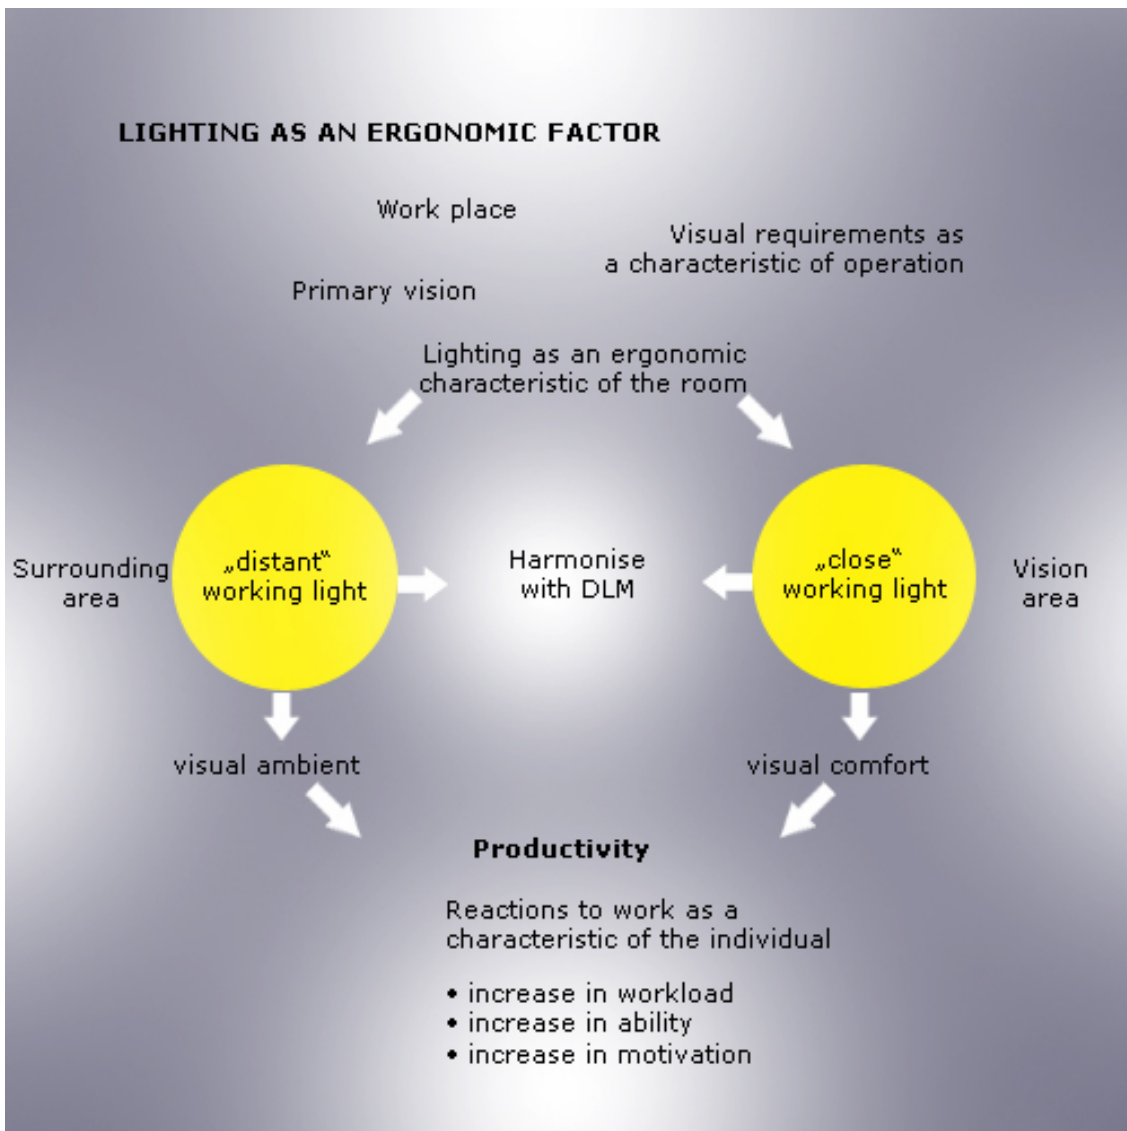 LIGHTING AS AN ERGONOMIC FACTOR
Work place
Visual requirements as
a characteristic of operation
Primary vision
Lighting as an ergonomic
characteristic of the room
Surrounding
area
„distant“
working light
Harmonise
with DLM
„close“
working light
Vision
area
visual ambient
visual comfort
Productivity
Reactions to work as a
characteristic of the individual
• increase in workload
• increase in ability
• increase in motivation